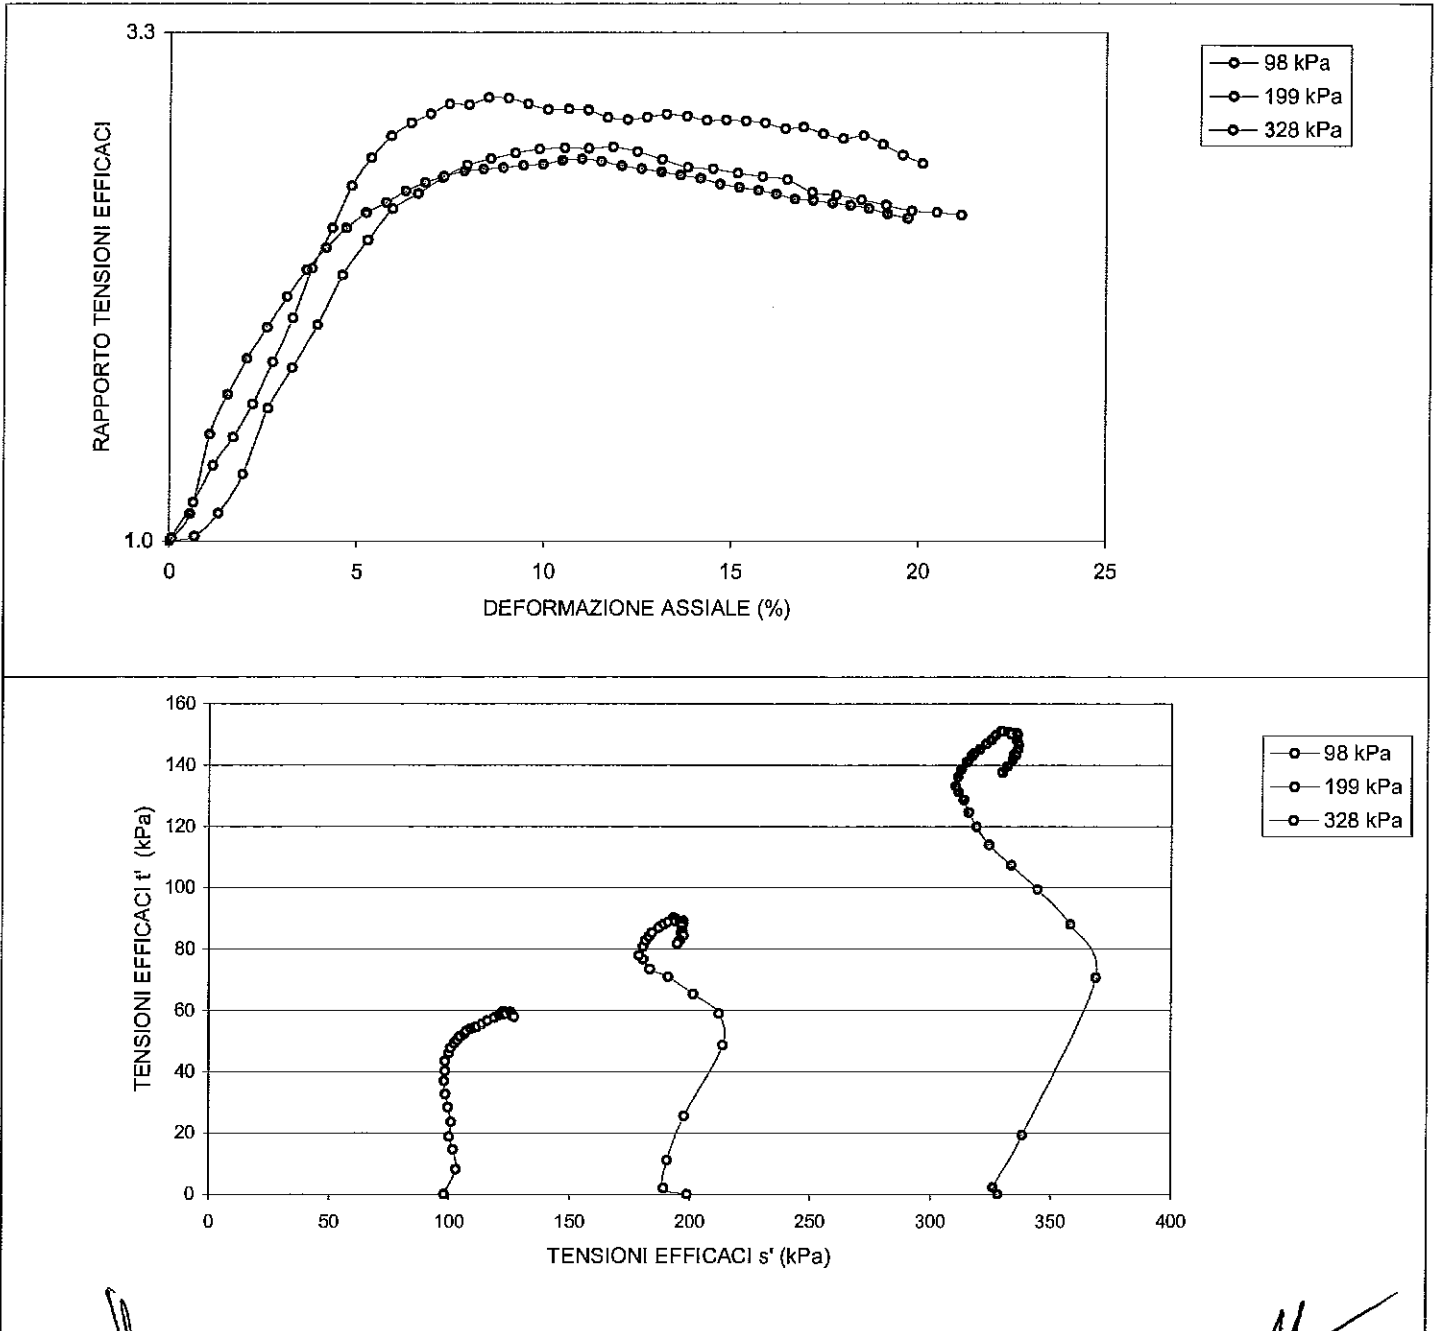 3.3
RAPPORTO TENSIONI EFFICACI
1.0
0 5 10 15 20 25
DEFORMAZIONE ASSIALE (%)
98 kPa
199 kPa
328 kPa
160
140
120
100
80
60
40
20
0
TENSIONI EFFICACI t' (kPa)
0 50 100 150 200 250 300 350 400
TENSIONI EFFICACI s' (kPa)
98 kPa
199 kPa
328 kPa